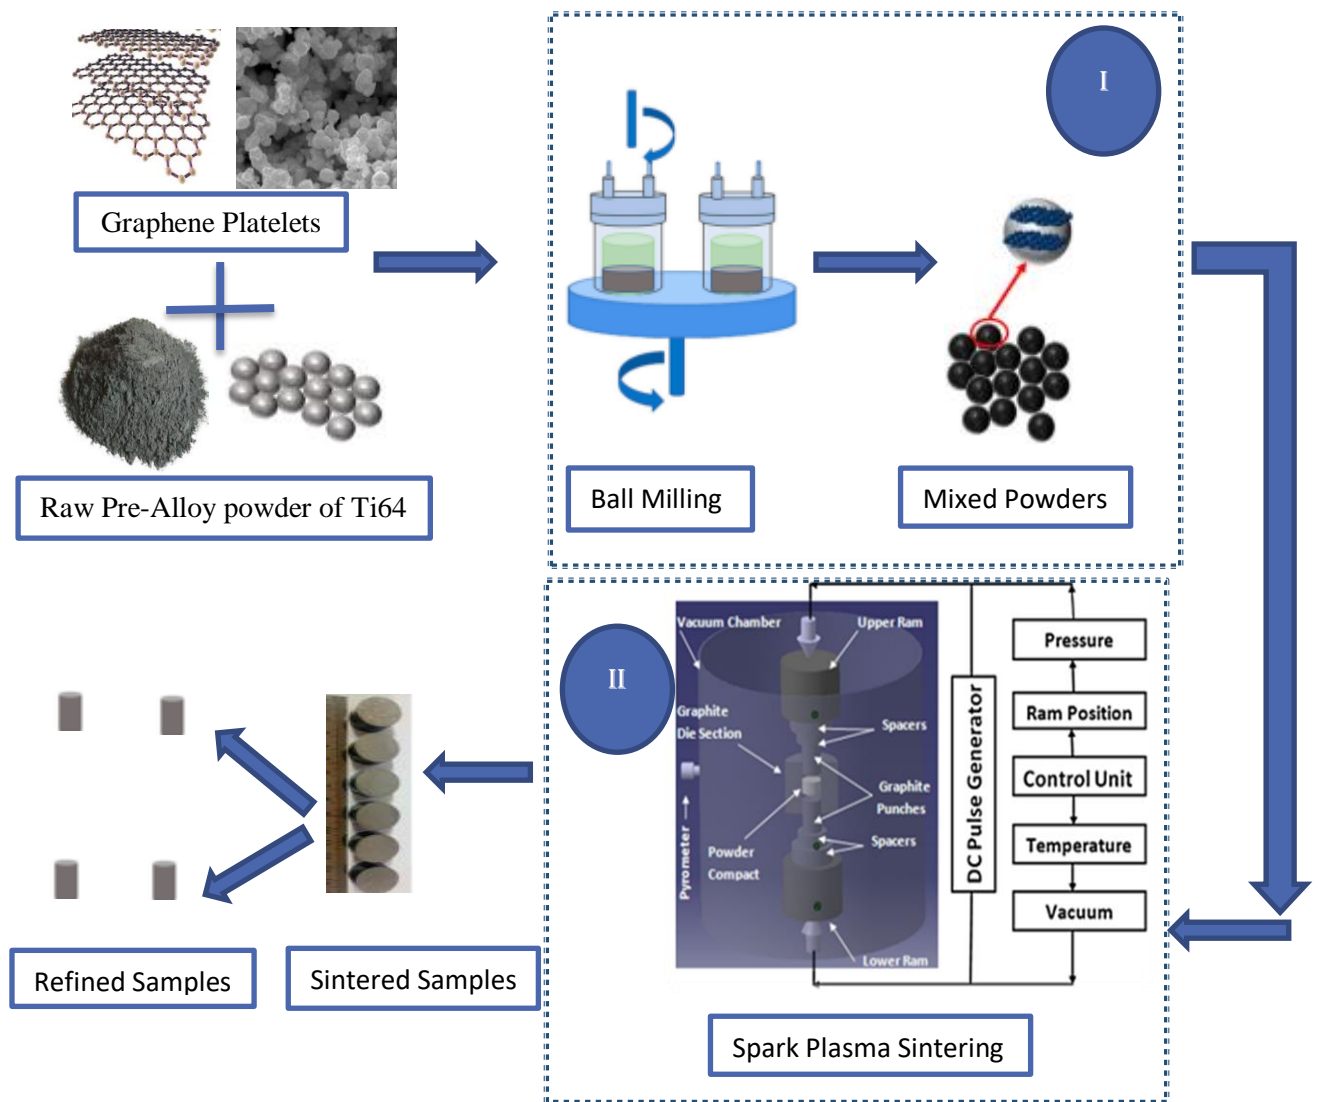 Graphene Platelets
Raw Pre-Alloy powder of Ti64
I
Ball Milling
Mixed Powders
II
Vacuum Chamber
Upper Ram
Graphite
Die Section
Spacers
Graphite
Punches
Pyrometer
Powder
Compact
Spacers
Lower Ram
DC Pulse Generator
Pressure
Ram Position
Control Unit
Temperature
Vacuum
Spark Plasma Sintering
Sintered Samples
Refined Samples